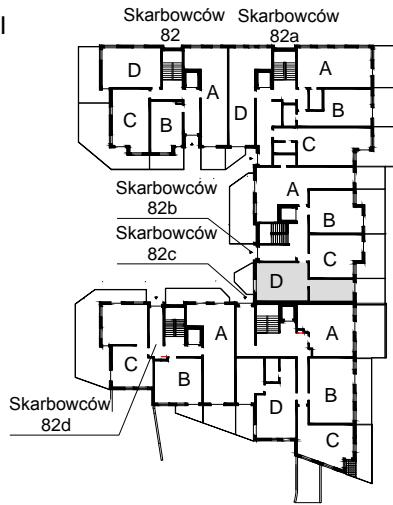 Skarbowców Skarbowców
82 82a
I
D A A
C B D B
C
Skarbowców
82b
A
B
Skarbowców
82c
C
D
A A
C B
B D
Skarbowców
82d
C